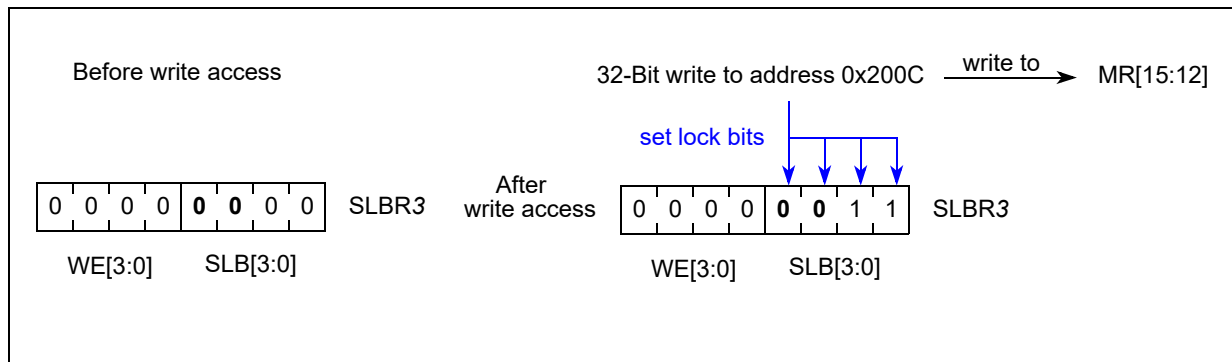 Before write access
32-Bit write to address 0x200C write to MR[15:12]
set lock bits
0 0 0 0 0 0 0 0 SLBR3
After
write access
0 0 0 0 0 0 1 1 SLBR3
WE[3:0] SLB[3:0]
WE[3:0] SLB[3:0]